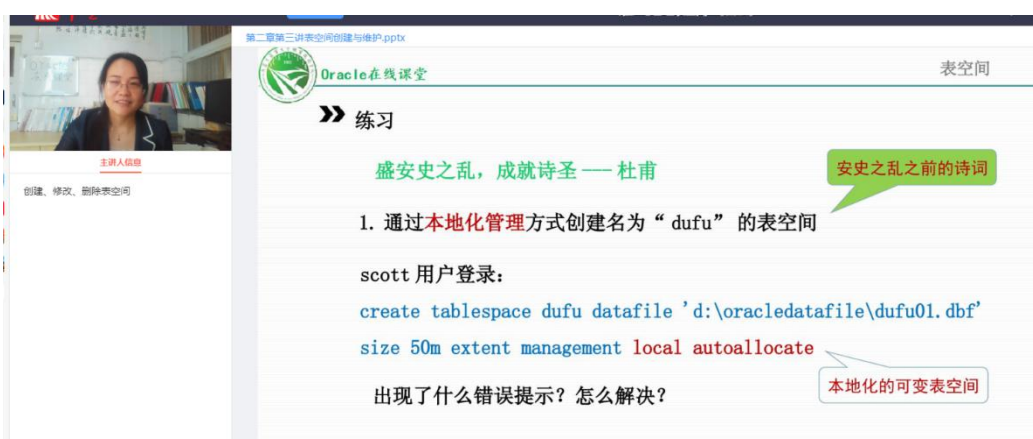 第二章第三讲表空间创建与维护.pptx
Oracle在线课堂
表空间
练习
主讲人信息
创建、修改、删除表空间
盛安史之乱，成就诗圣——杜甫
安史之乱之前的诗词
1. 通过本地化管理方式创建名为“dufu”的表空间
scott 用户登录：
create tablespace dufu datafile 'd:\oracledatafile\dufu01.dbf'
size 50m extent management local autoallocate
本地化的可变表空间
出现了什么错误提示？怎么解决？